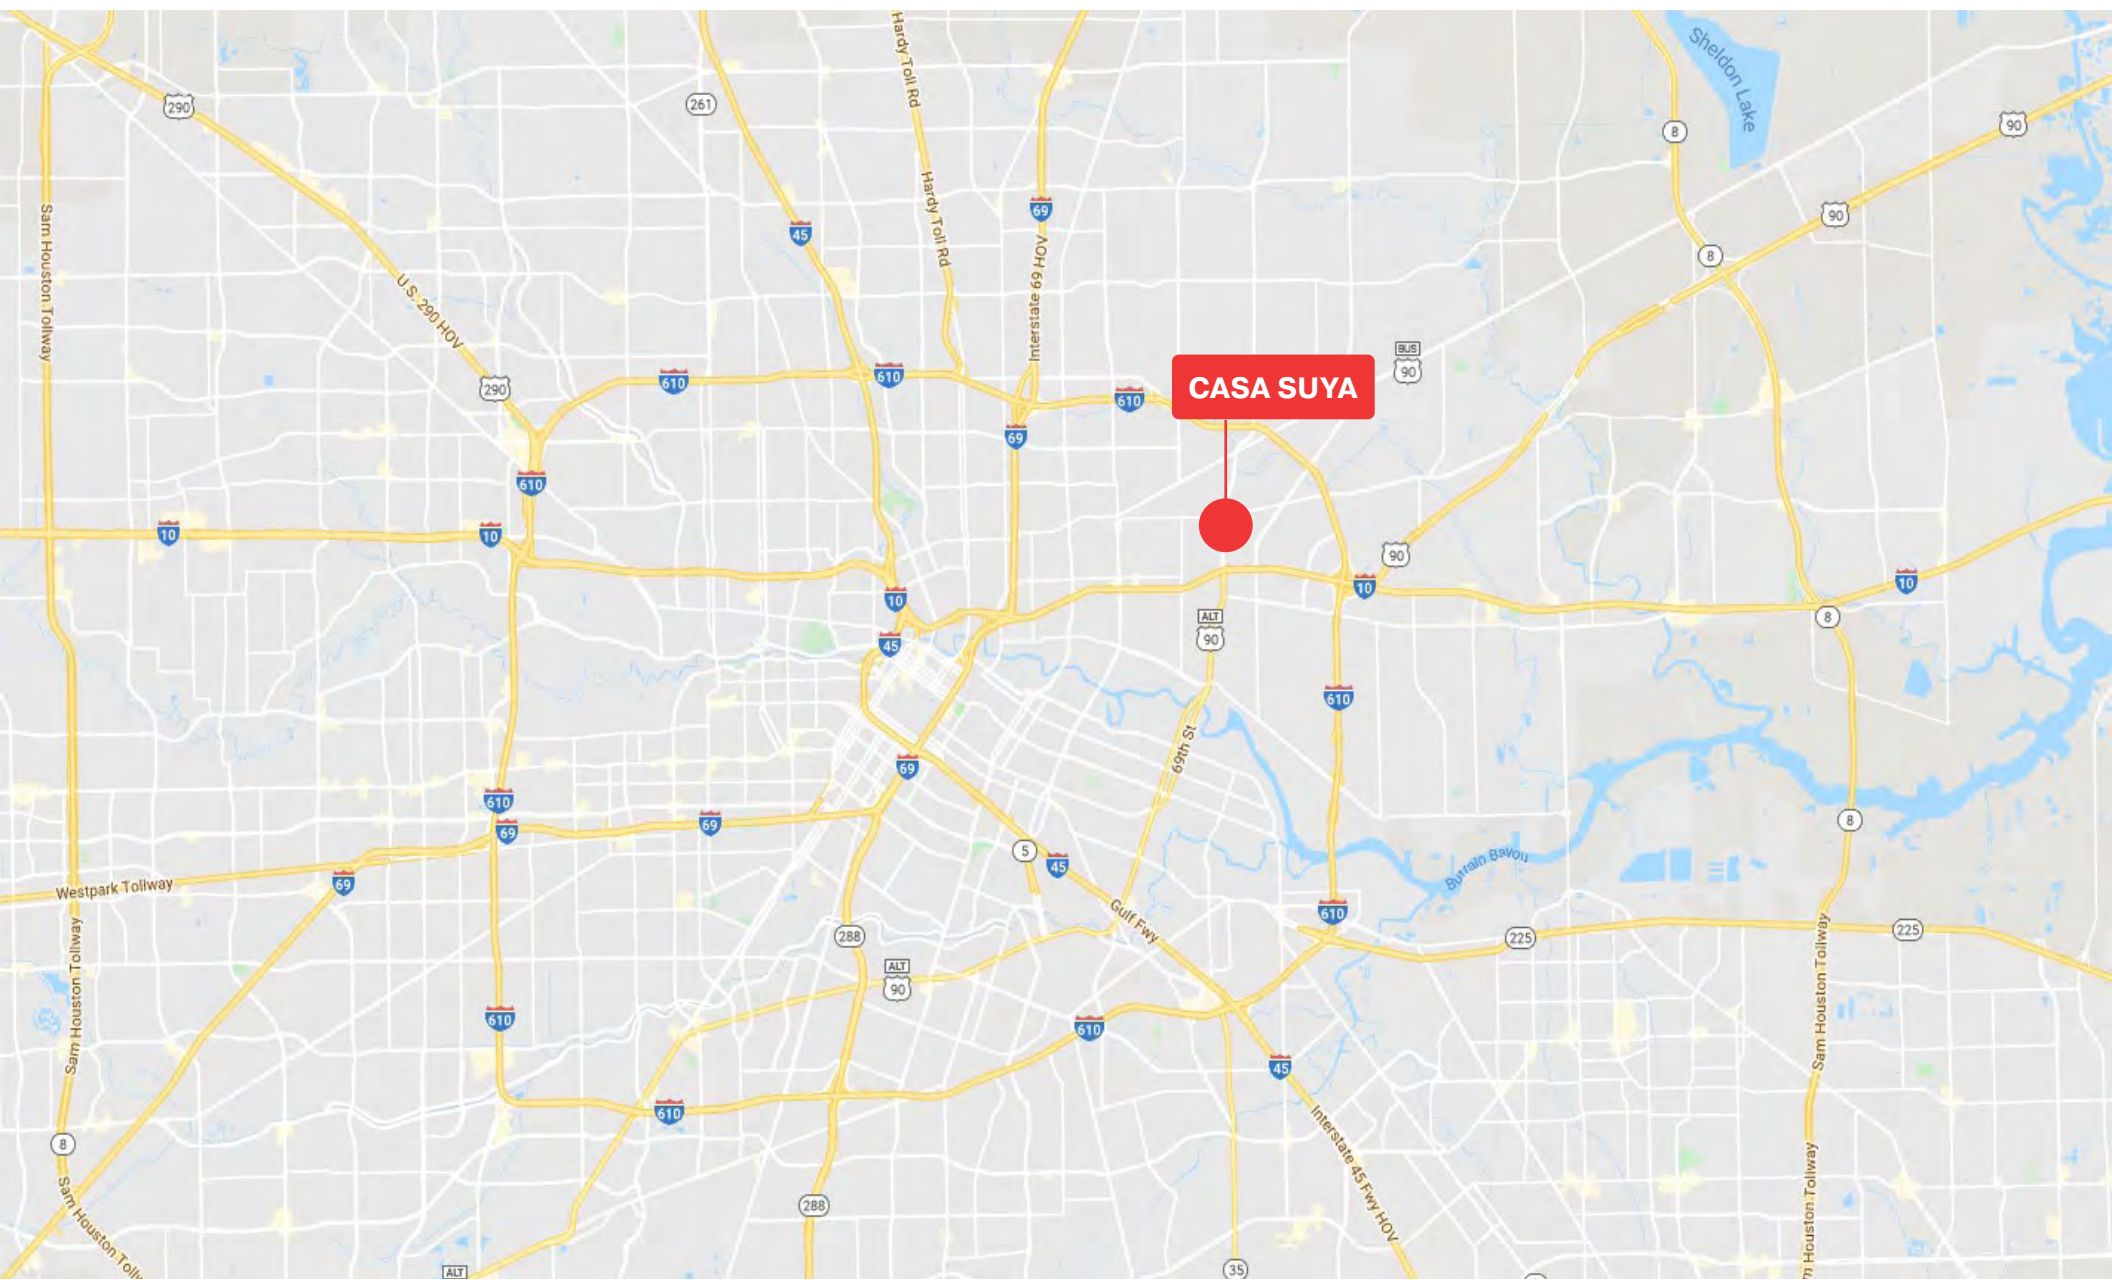 Hardy Toll Rd
Sheldon Lake
290
261
8
90
Hardy Toll Rd
69
90
Sam Houston Tollway
45
8
Interstate 69 HOV
U.S. 290 HOV
BUS
90
610
610
CASA SUYA
290
610
69
610
10
10
90
10
10
10
ALT
90
8
45
610
69th St
69
610
69
69
8
5
45
Buffalo Bayou
69
Westpark Tollway
610
Gulf Fwy
288
225
225
Sam Houston Tollway
ALT
90
Sam Houston Tollway
610
610
45
610
8
Interstate 45 Fwy HOV
288
Sam Houston Tollw
m Houston Tollway
35
ALT